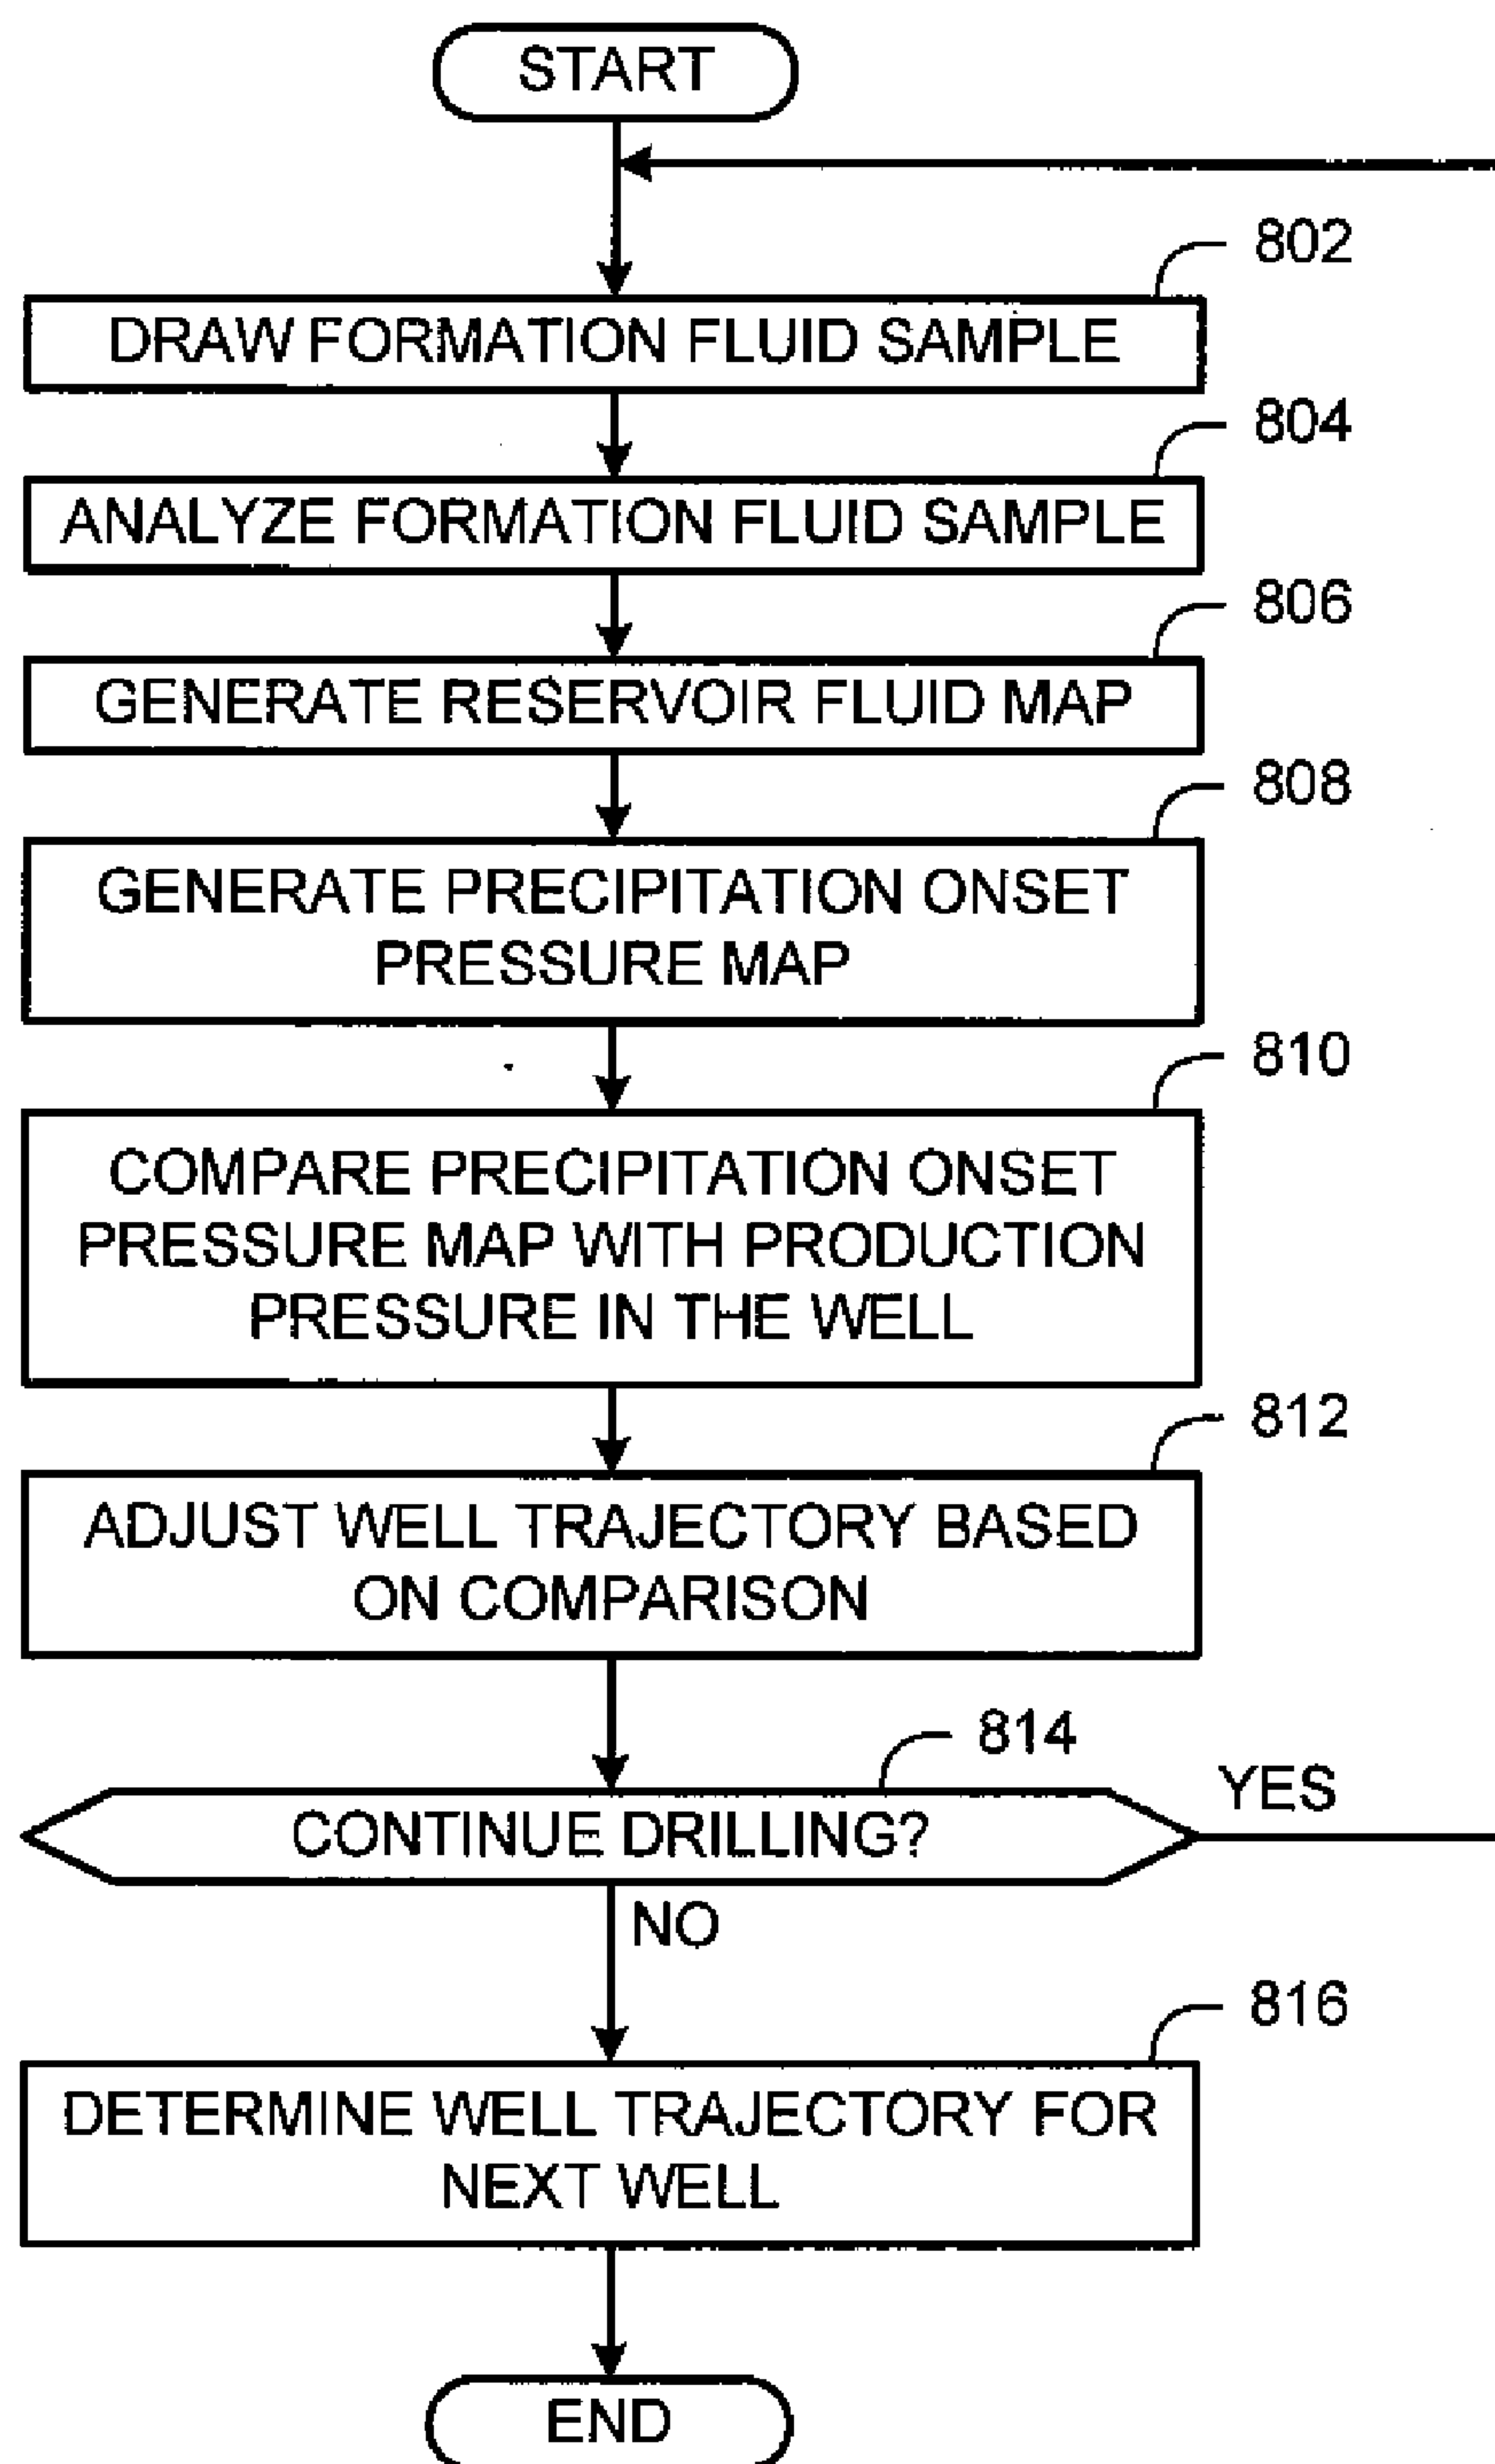 START
802
DRAW FORMATION FLUID SAMPLE
804
ANALYZE FORMATION FLUID SAMPLE
806
GENERATE RESERVOIR FLUID MAP
808
GENERATE PRECIPITATION ONSET
PRESSURE MAP
810
COMPARE PRECIPITATION ONSET
PRESSURE MAP WITH PRODUCTION
PRESSURE IN THE WELL
812
ADJUST WELL TRAJECTORY BASED
ON COMPARISON
814
CONTINUE DRILLING?
YES
NO
816
DETERMINE WELL TRAJECTORY FOR
NEXT WELL
END